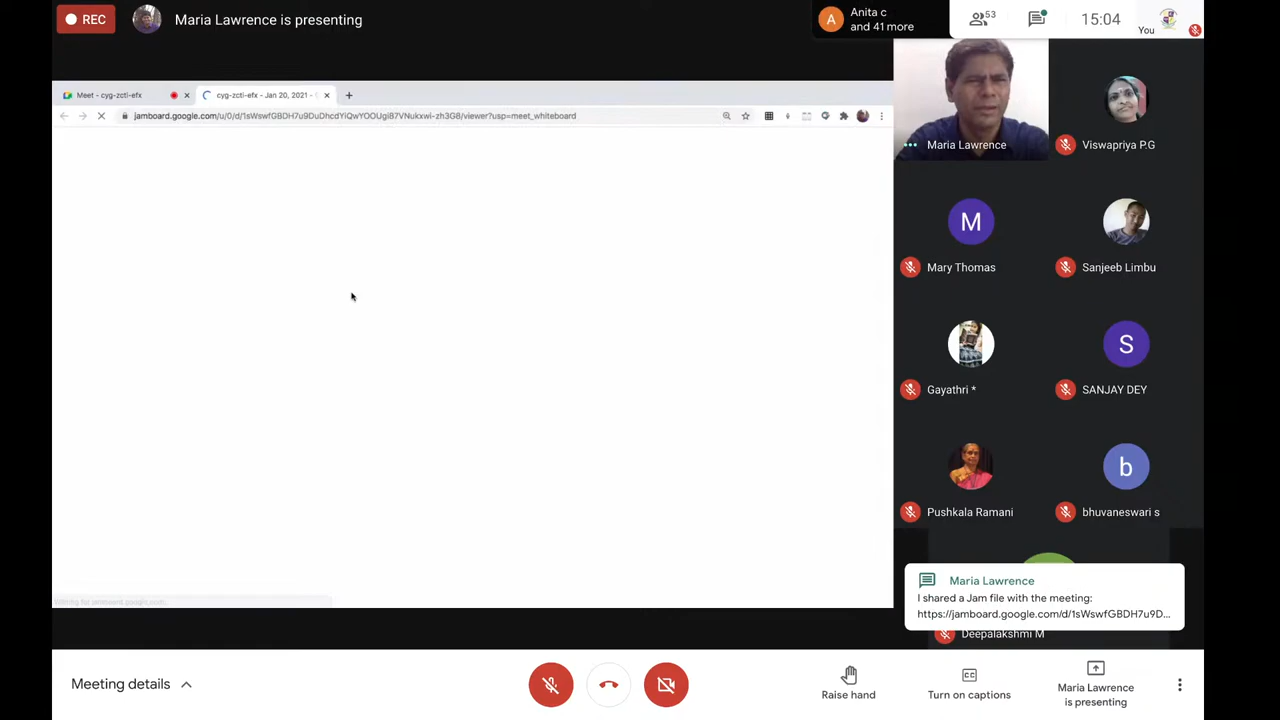 REC
Maria Lawrence is presenting
A
Anita c
and 41 more
53
15:04
You
Meet - cyg-zcti-efx
cyg-zcti-efx - Jan 20, 2021 -
jamboard.google.com/u/0/d/1sWswfGBDH7u9DuDhcdYiQwYOOUgi87VNukxwi-zh3G8/viewer?usp=meet_whiteboard
Maria Lawrence
Viswapriya P.G
M
Mary Thomas
Sanjeeb Limbu
Gayathri *
S
SANJAY DEY
Pushkala Ramani
b
bhuvaneswari s
Maria Lawrence
I shared a Jam file with the meeting:
https://jamboard.google.com/d/1sWswfGBDH7u9D...
Deepalakshmi M
Meeting details
Raise hand
CC
Turn on captions
Maria Lawrence
is presenting